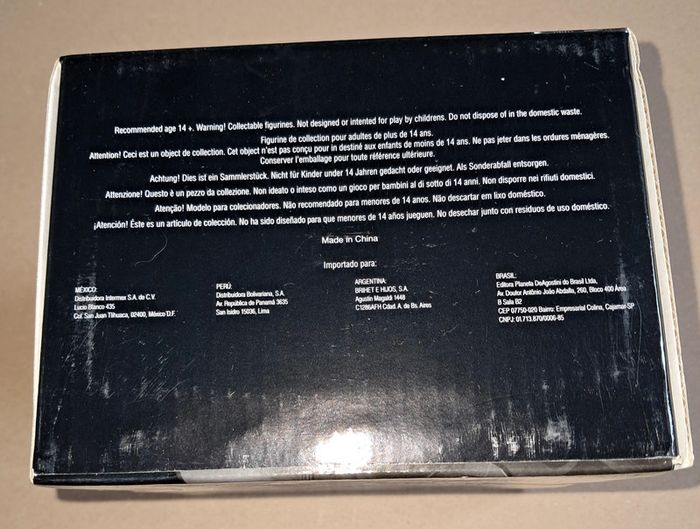 Recommended age 14 +. Warning! Collectable figurines. Not designed or intented for play by childrens. Do not dispose of in the domestic waste.
Figurine de collection pour adultes de plus de 14 ans.
Attention! Ceci est un object de collection. Cet object n'est pas conçu pour in destiné aux enfants de moins de 14 ans. Ne pas jeter dans les ordures ménagères.
Conserver l'emballage pour toute référence ultérieure.
Achtung! Dies ist ein Sammlerstück. Nicht für Kinder under 14 Jahren gedacht oder geeignet. Als Sonderabfall entsorgen.
Attenzione! Questo è un pezzo da collezione. Non ideato o inteso como un gioco per bambini al di sotto di 14 anni. Non disporre nei rifiuti domestici.
Atenção! Modelo para colecionadores. Não recomendado para menores de 14 anos. Não descartar em lixo doméstico.
¡Atención! Éste es un artículo de colección. No ha sido diseñado para que menores de 14 años jueguen. No desechar junto con residuos de uso doméstico.
Made in China
Importado para:
MÉXICO:
Distribuidora Intermex S.A. de C.V.
Lucio Blanco 435
Col. San Juan Tlihuaca, 02400, México D.F.
PERÚ:
Distribuidora Bolivariana, S.A.
Av. República de Panamá 3635
San Isidro 15036, Lima
ARGENTINA:
BRIHET E HIJOS, S.A.
Agustín Magaldi 1448
C1286AFH Cdad. A. de Bs. Aires
BRASIL:
Editora Planeta DeAgostini do Brasil Ltda,
Av. Doutor Antônio João Abdalla, 260, Bloco 400 Área
B Sala B2
CEP 07750-020 Bairro: Empresarial Colina, Cajamar-SP
CNPJ: 01.713.870/0006-85